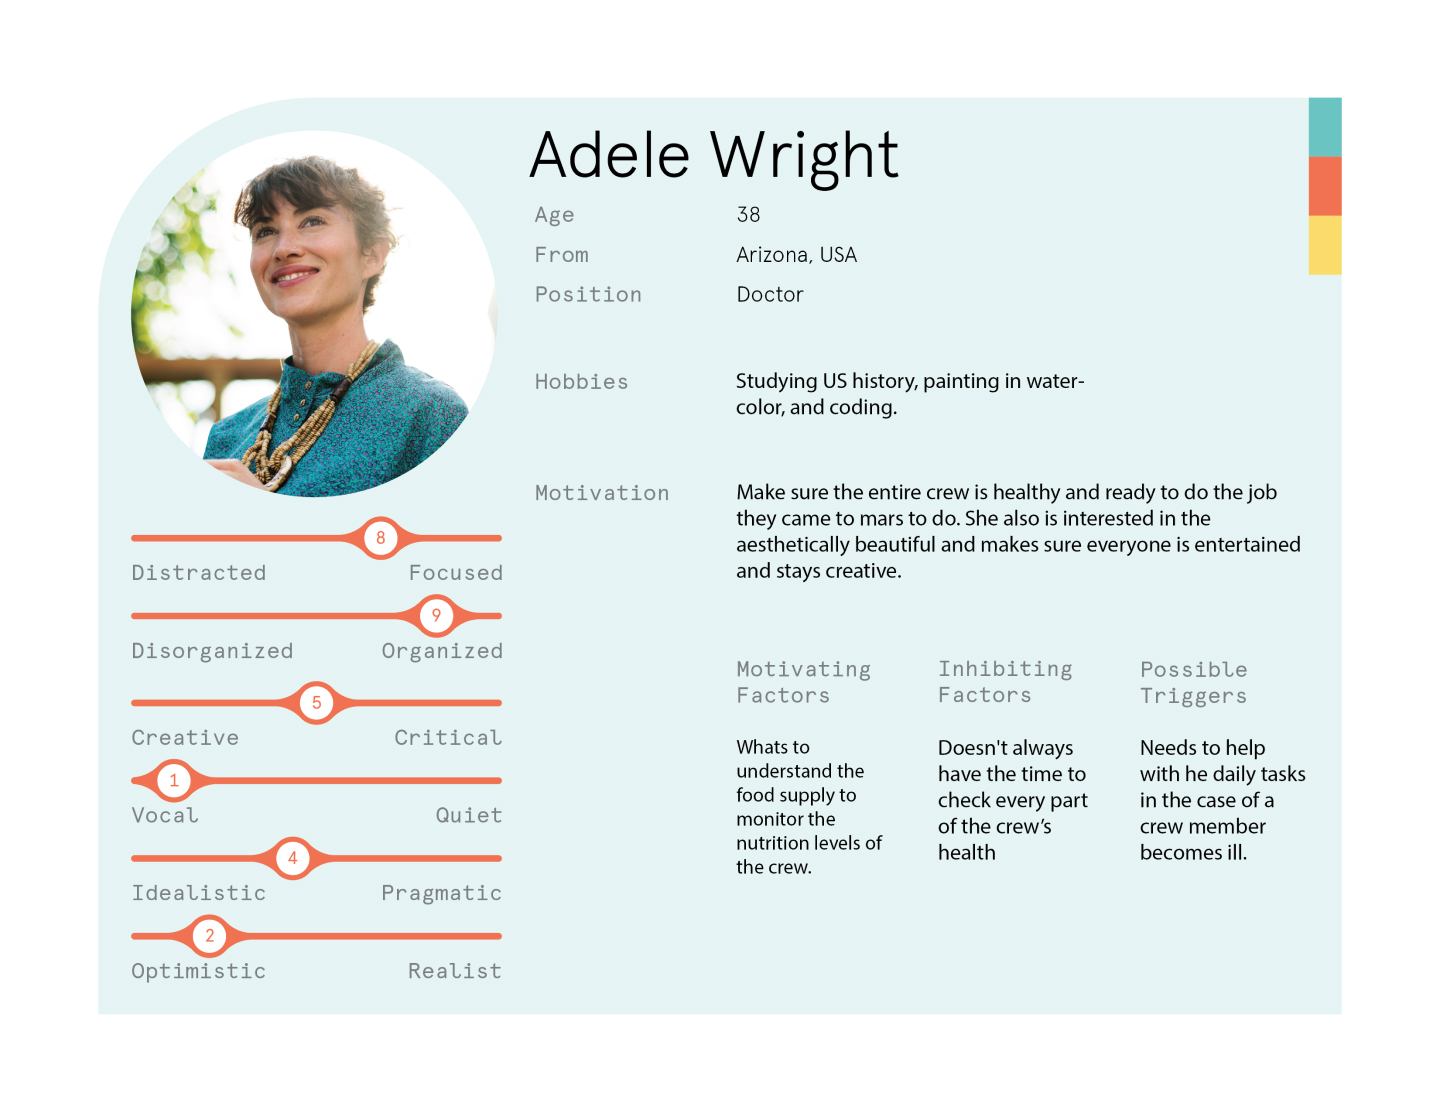 Adele Wright
Age 38
From Arizona, USA
Position Doctor
Hobbies Studying US history, painting in water-
color, and coding.
Motivation Make sure the entire crew is healthy and ready to do the job
they came to mars to do. She also is interested in the
aesthetically beautiful and makes sure everyone is entertained
and stays creative.
8
Distracted Focused
9
Disorganized Organized
5
Creative Critical
1
Vocal Quiet
4
Idealistic Pragmatic
2
Optimistic Realist
Motivating
Factors
Whats to
understand the
food supply to
monitor the
nutrition levels of
the crew.
Inhibiting
Factors
Doesn't always
have the time to
check every part
of the crew’s
health
Possible
Triggers
Needs to help
with he daily tasks
in the case of a
crew member
becomes ill.